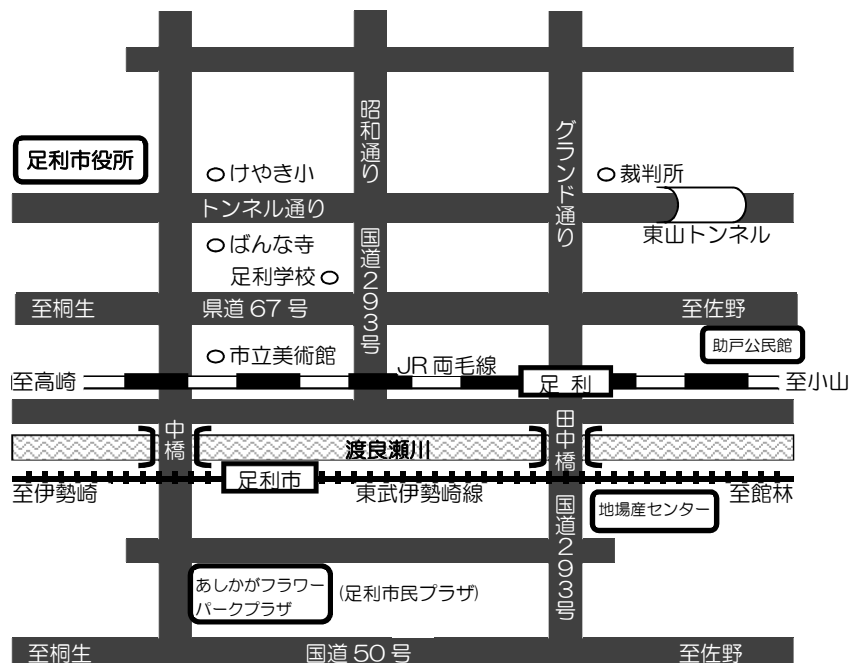 昭和通り
グランド通り
足利市役所
けやき小
裁判所
トンネル通り
東山トンネル
ばんな寺
国道293号
足利学校
至桐生
県道67号
至佐野
市立美術館
JR両毛線
助戸公民館
至高崎
足利
至小山
中橋
田中橋
渡良瀬川
足利市
至伊勢崎
東武伊勢崎線
至館林
地場産センター
国道293号
あしかがフラワー
パークプラザ
(足利市民プラザ)
至桐生
国道50号
至佐野